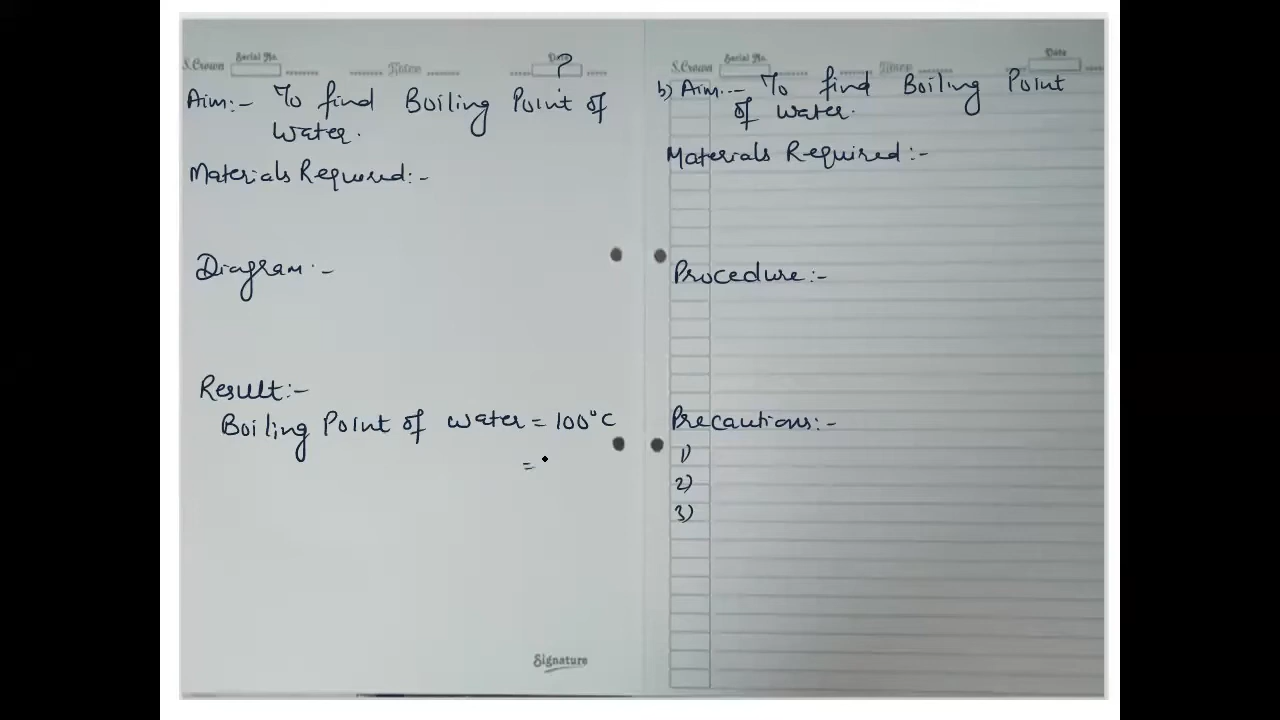 S.Crown Serial No. Notes Date
?
Aim:- To find Boiling Point of
Water.
Materials Required:-
Diagram:-
Result:-
Boiling Point of water = 100°C
=
Signature
S.Crown Serial No. Notes Date
b) Aim:- To find Boiling Point
of water.
Materials Required:-
Procedure:-
Precautions:-
1)
2)
3)